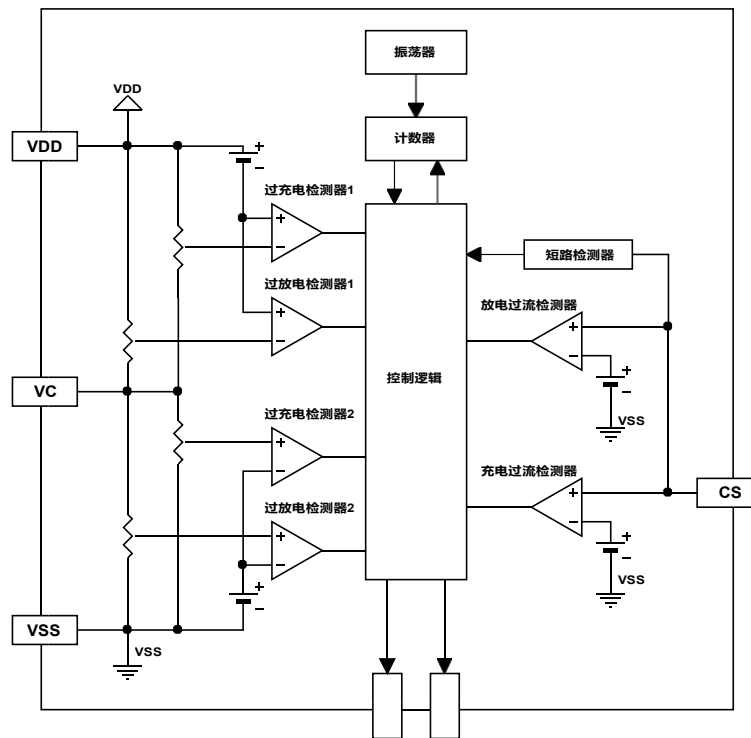 振荡器
VDD
计数器
VDD
+
-
过充电检测器1
+
-
短路检测器
过放电检测器1
+
-
放电过流检测器
+
-
+
-
VSS
控制逻辑
VC
过充电检测器2
+
-
充电过流检测器
+
-
CS
过放电检测器2
+
-
+
-
VSS
+
-
VSS
VSS